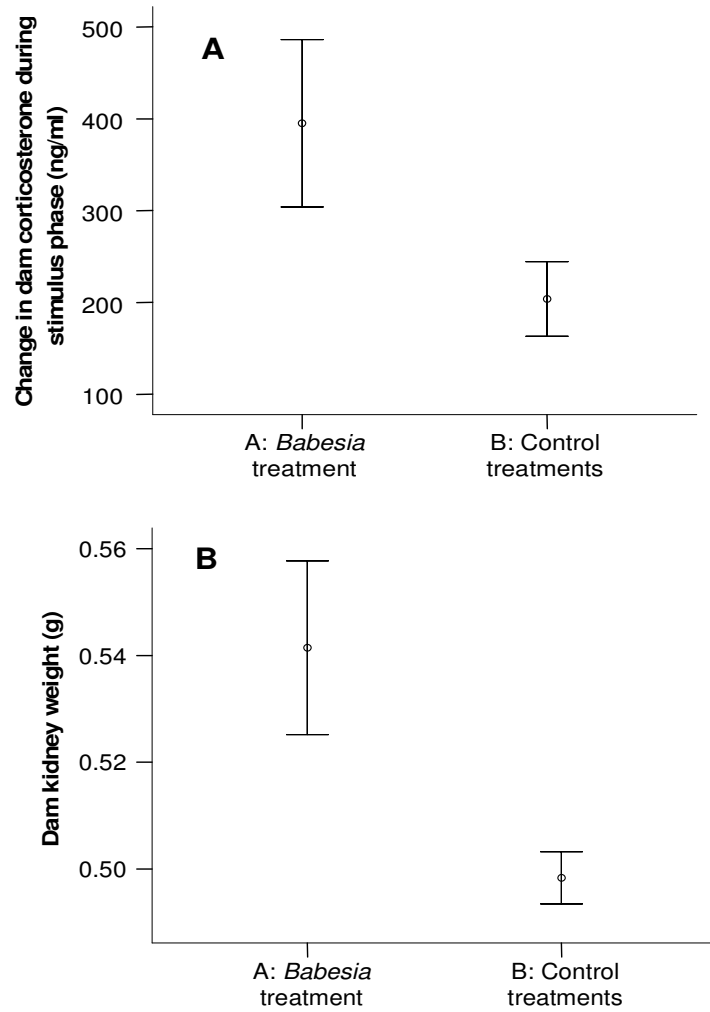 A
Change in dam corticosterone during
stimulus phase (ng/ml)
500
400
300
200
100
A: Babesia
treatment
B: Control
treatments
B
Dam kidney weight (g)
0.56
0.54
0.52
0.50
A: Babesia
treatment
B: Control
treatments